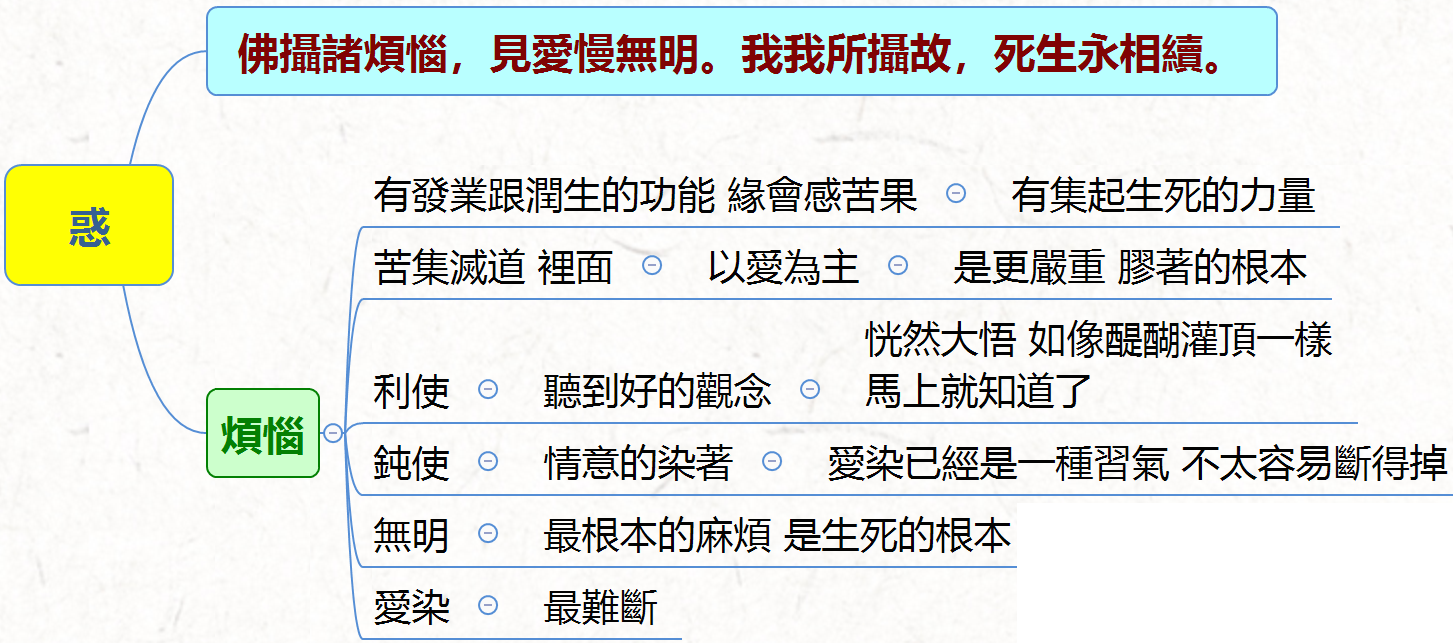 佛攝諸煩惱，見愛慢無明。我我所攝故，死生永相續。
惑
有發業跟潤生的功能 緣會感苦果 有集起生死的力量
苦集滅道 裡面 以愛為主 是更嚴重 膠著的根本
恍然大悟 如像醍醐灌頂一樣
利使 聽到好的觀念 馬上就知道了
煩惱
鈍使 情意的染著 愛染已經是一種習氣 不太容易斷得掉
無明 最根本的麻煩 是生死的根本
愛染 最難斷